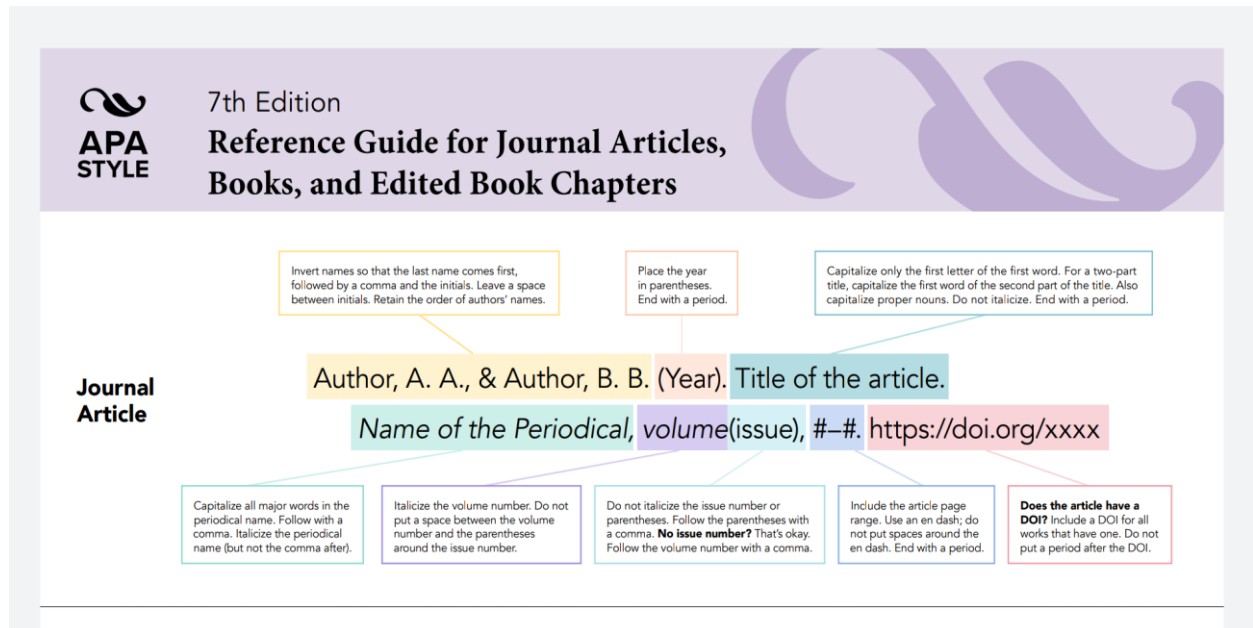 APA
STYLE
7th Edition
Reference Guide for Journal Articles,
Books, and Edited Book Chapters
Invert names so that the last name comes first,
followed by a comma and the initials. Leave a space
between initials. Retain the order of authors’ names.
Place the year
in parentheses.
End with a period.
Capitalize only the first letter of the first word. For a two-part
title, capitalize the first word of the second part of the title. Also
capitalize proper nouns. Do not italicize. End with a period.
Journal
Article
Author, A. A., & Author, B. B. (Year). Title of the article.
Name of the Periodical, volume(issue), #–#. https://doi.org/xxxx
Capitalize all major words in the
periodical name. Follow with a
comma. Italicize the periodical
name (but not the comma after).
Italicize the volume number. Do not
put a space between the volume
number and the parentheses
around the issue number.
Do not italicize the issue number or
parentheses. Follow the parentheses with
a comma. No issue number? That’s okay.
Follow the volume number with a comma.
Include the article page
range. Use an en dash; do
not put spaces around the
en dash. End with a period.
Does the article have a
DOI? Include a DOI for all
works that have one. Do not
put a period after the DOI.